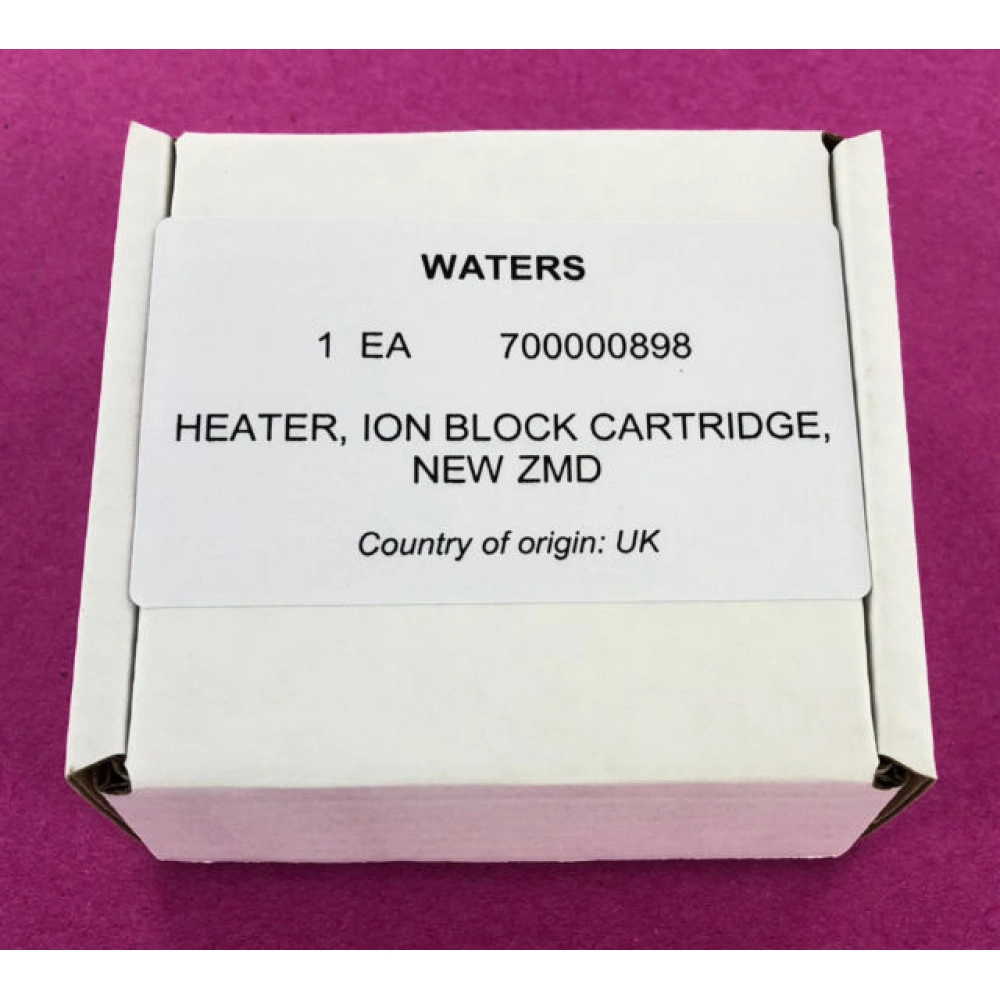 WATERS
1 EA 700000898
HEATER, ION BLOCK CARTRIDGE,
NEW ZMD
Country of origin: UK